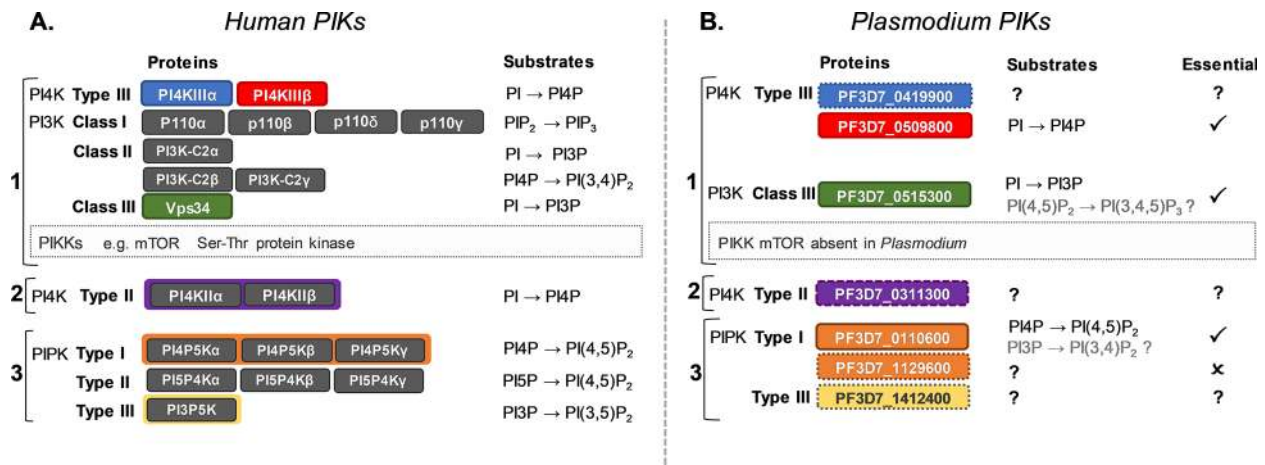 A. Human PIKs
Proteins Substrates
1
PI4K Type III PI4KIIIα PI4KIIIβ PI → PI4P
PI3K Class I P110α p110β p110δ p110γ PIP₂ → PIP₃
Class II PI3K-C2α PI → PI3P
PI3K-C2β PI3K-C2γ PI4P → PI(3,4)P₂
Class III Vps34 PI → PI3P
PIKKs e.g. mTOR Ser-Thr protein kinase
2 PI4K Type II PI4KIIα PI4KIIβ PI → PI4P
3
PIPK Type I PI4P5Kα PI4P5Kβ PI4P5Kγ PI4P → PI(4,5)P₂
Type II PI5P4Kα PI5P4Kβ PI5P4Kγ PI5P → PI(4,5)P₂
Type III PI3P5K PI3P → PI(3,5)P₂
B. Plasmodium PIKs
Proteins Substrates Essential
1
PI4K Type III PF3D7_0419900 ? ?
PF3D7_0509800 PI → PI4P ✓
PI3K Class III PF3D7_0515300 PI → PI3P ✓
PI(4,5)P₂ → PI(3,4,5)P₃ ?
PIKK mTOR absent in Plasmodium
2 PI4K Type II PF3D7_0311300 ? ?
3
PIPK Type I PF3D7_0110600 PI4P → PI(4,5)P₂ ✓
PI3P → PI(3,4)P₂ ?
PF3D7_1129600 ? ×
Type III PF3D7_1412400 ? ?